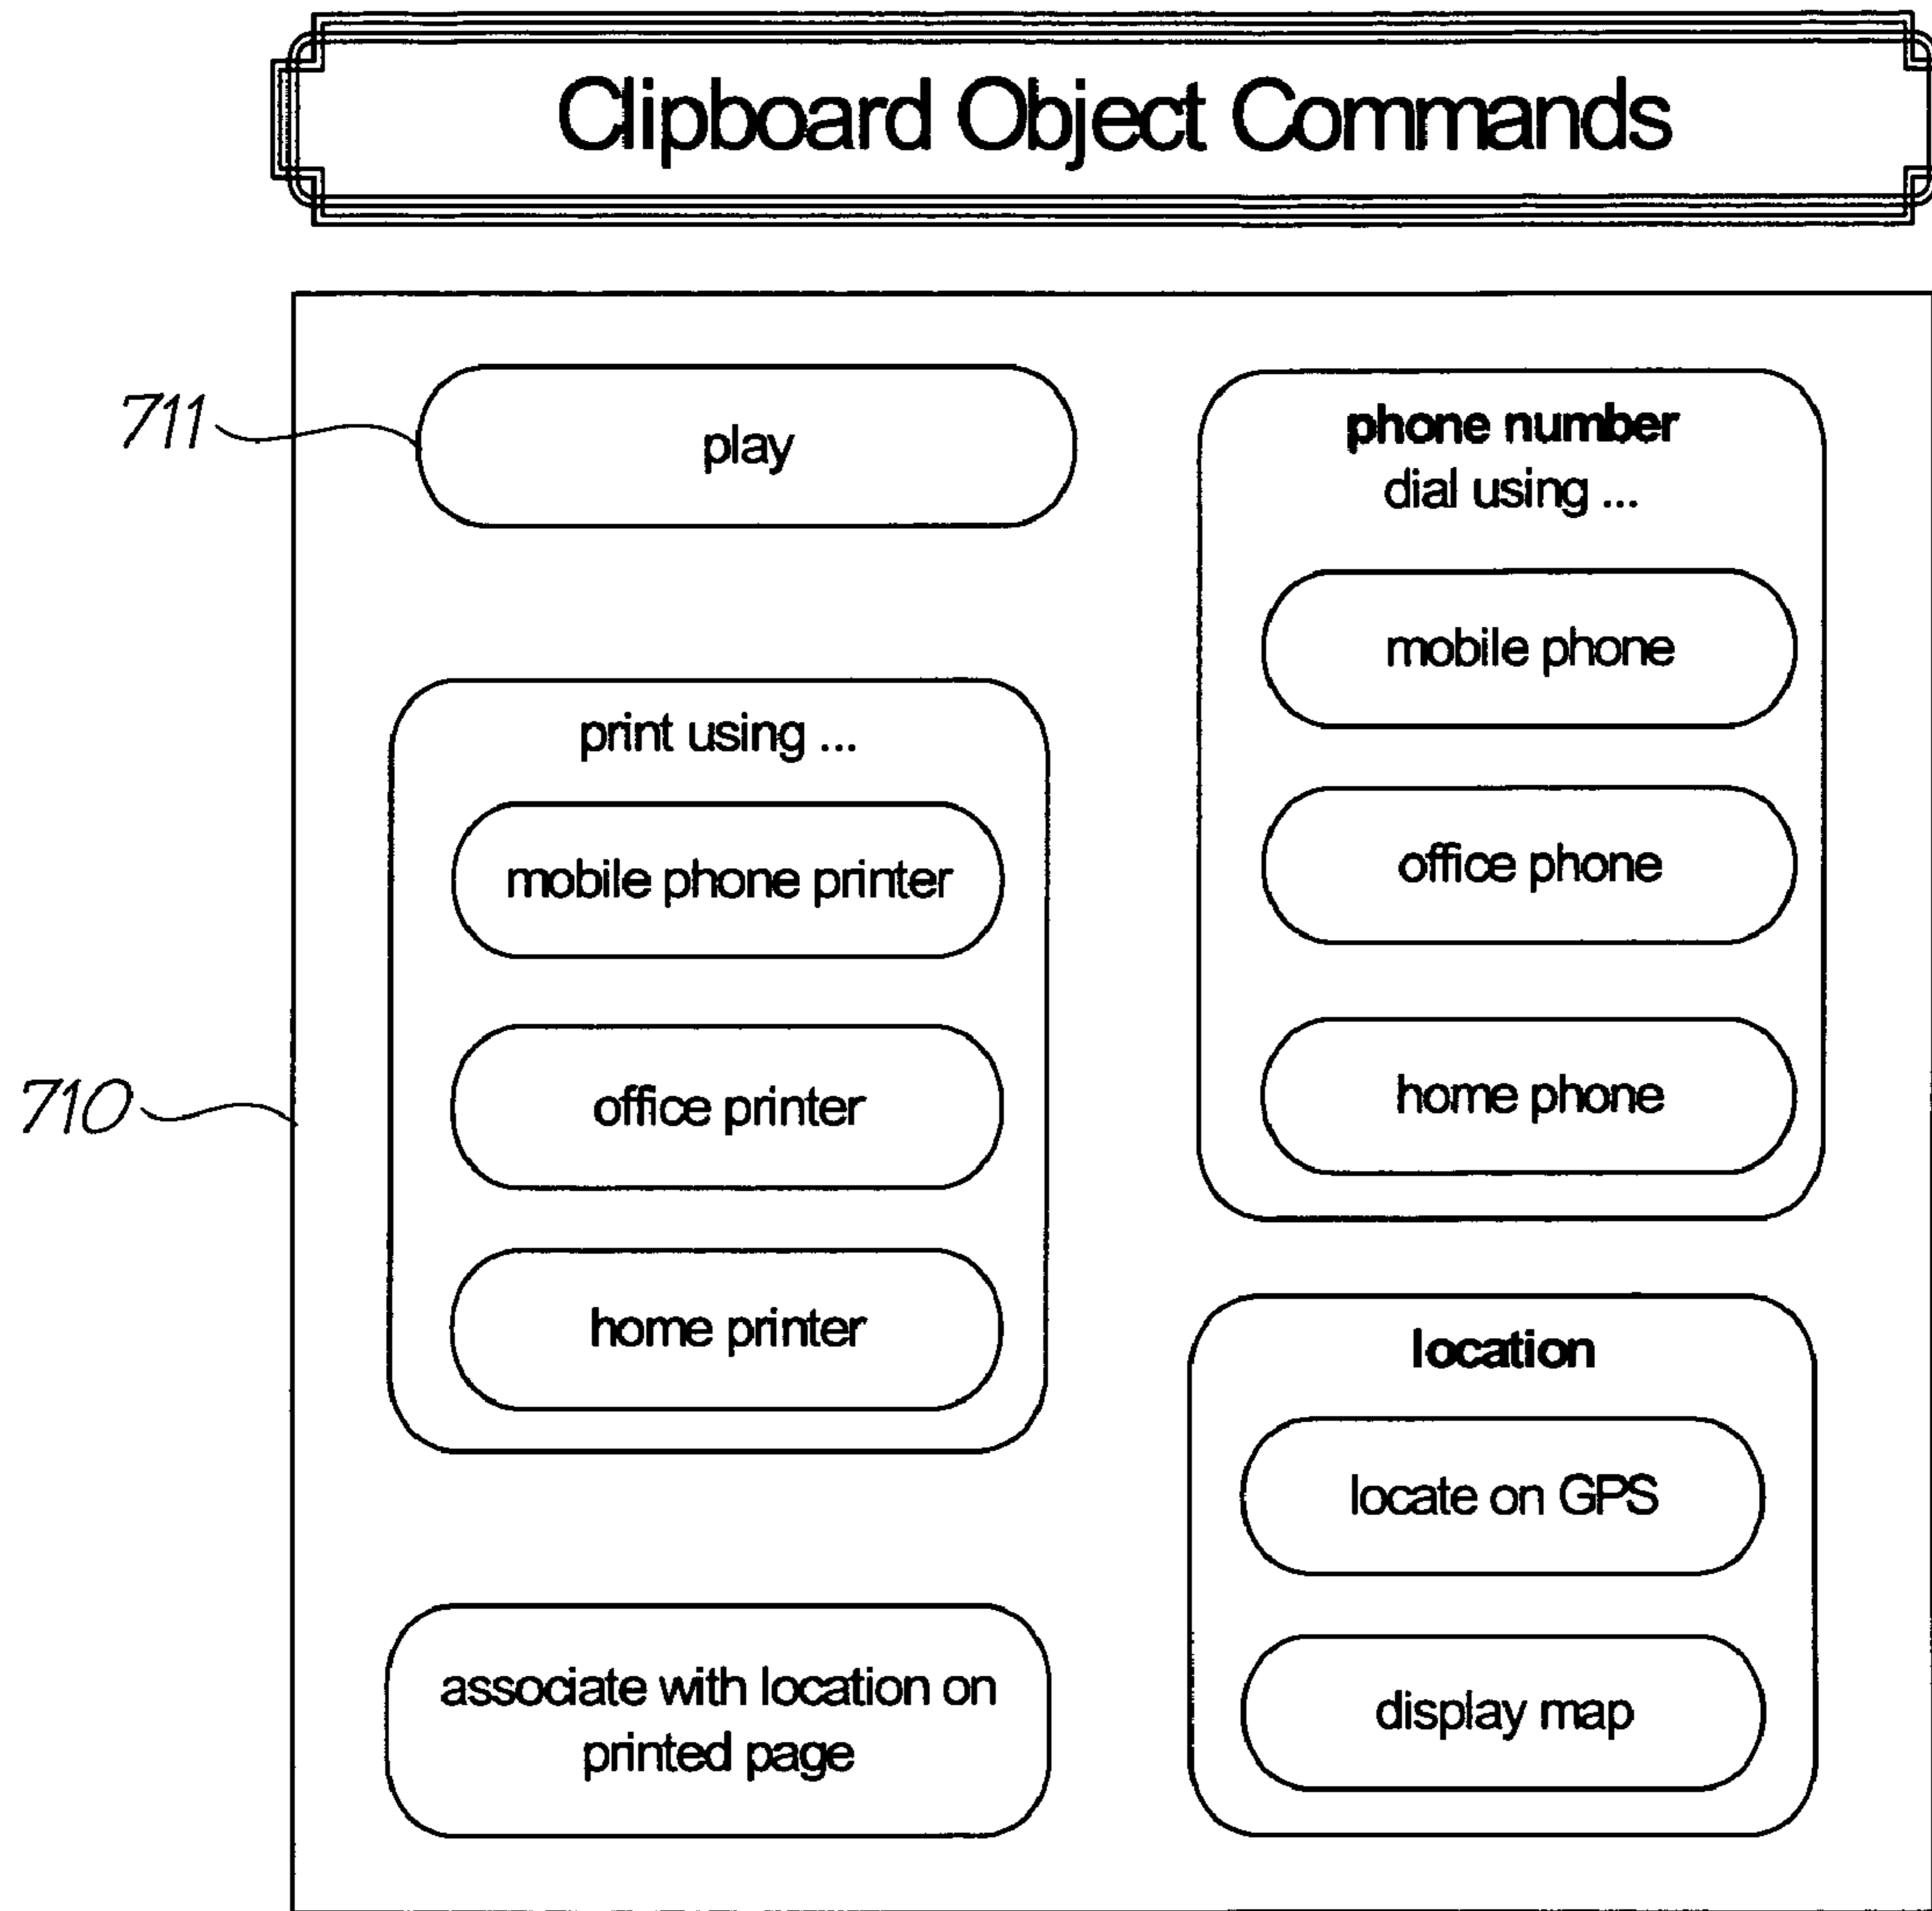 Clipboard Object Commands
711
play
print using ...
mobile phone printer
office printer
home printer
710
associate with location on
printed page
phone number
dial using ...
mobile phone
office phone
home phone
location
locate on GPS
display map